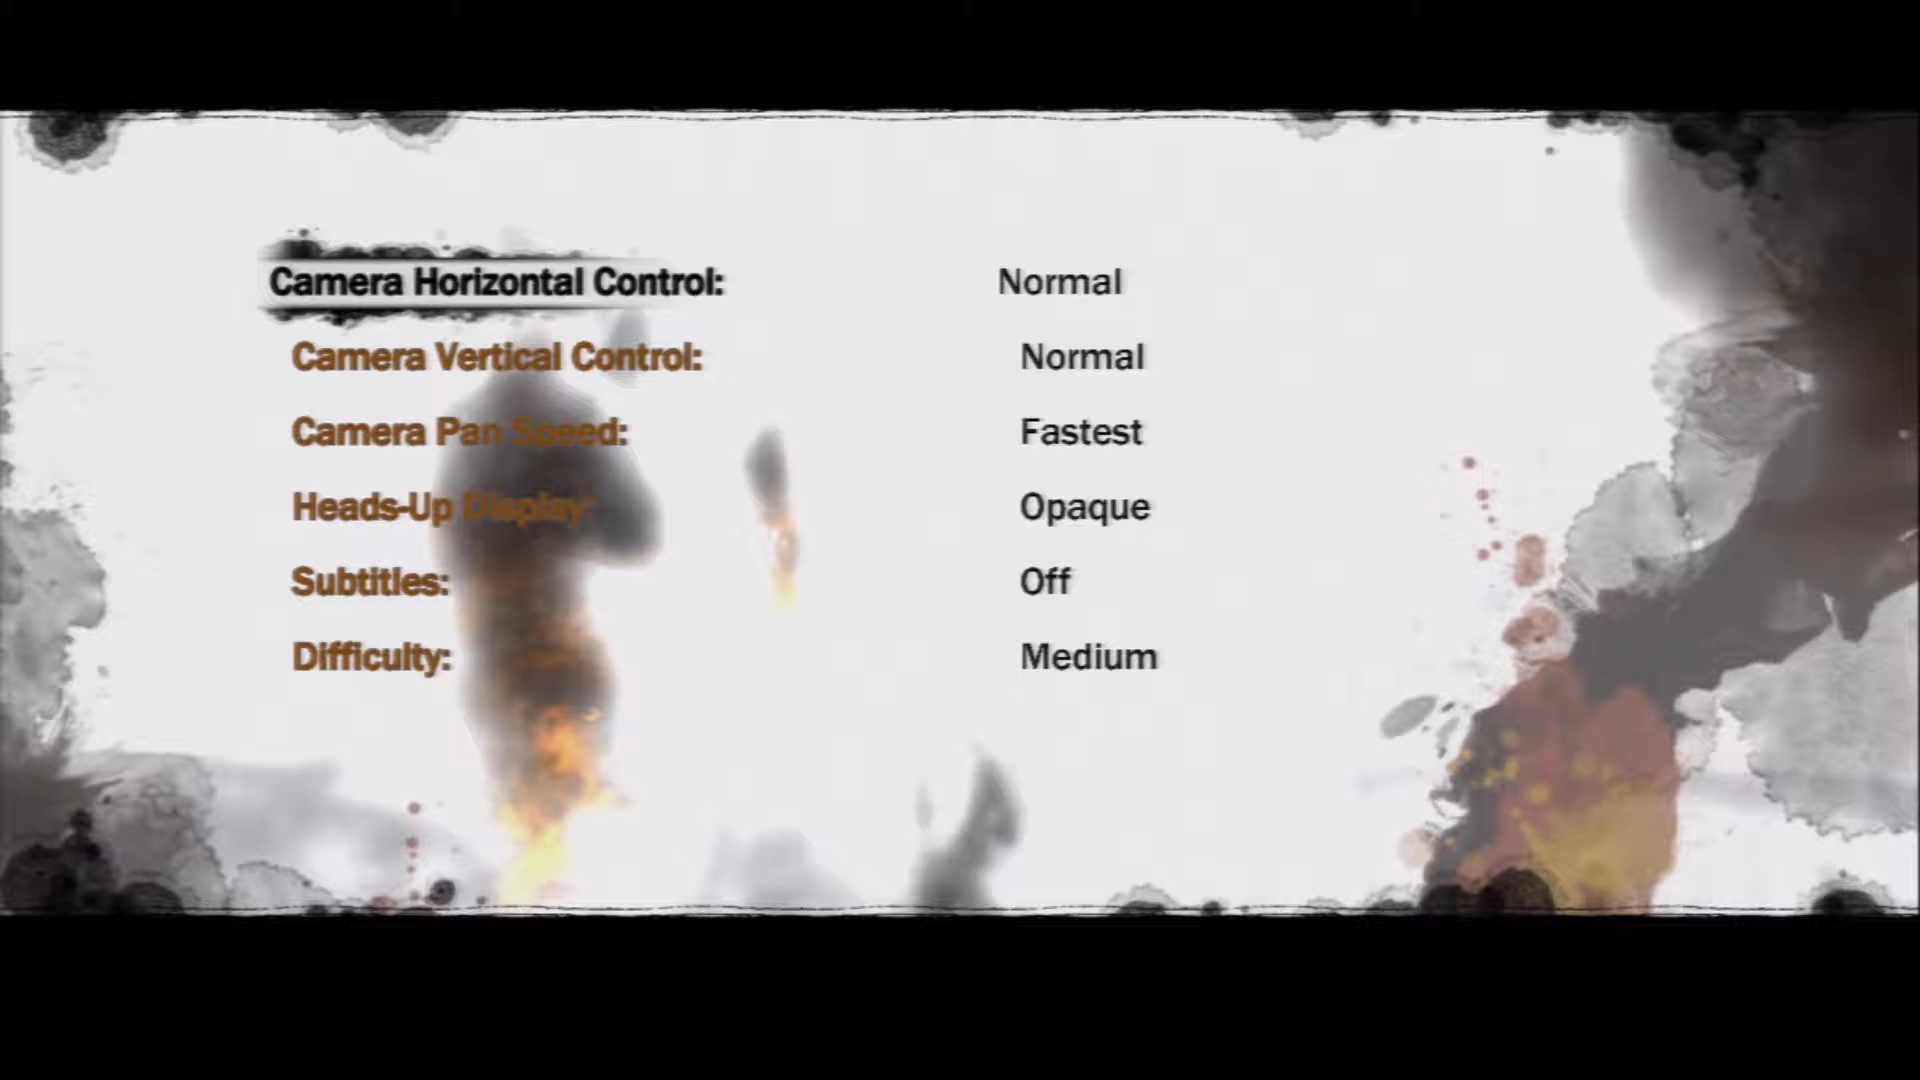 Camera Horizontal Control: Normal
Camera Vertical Control: Normal
Camera Pan Speed: Fastest
Heads-Up Display: Opaque
Subtitles: Off
Difficulty: Medium